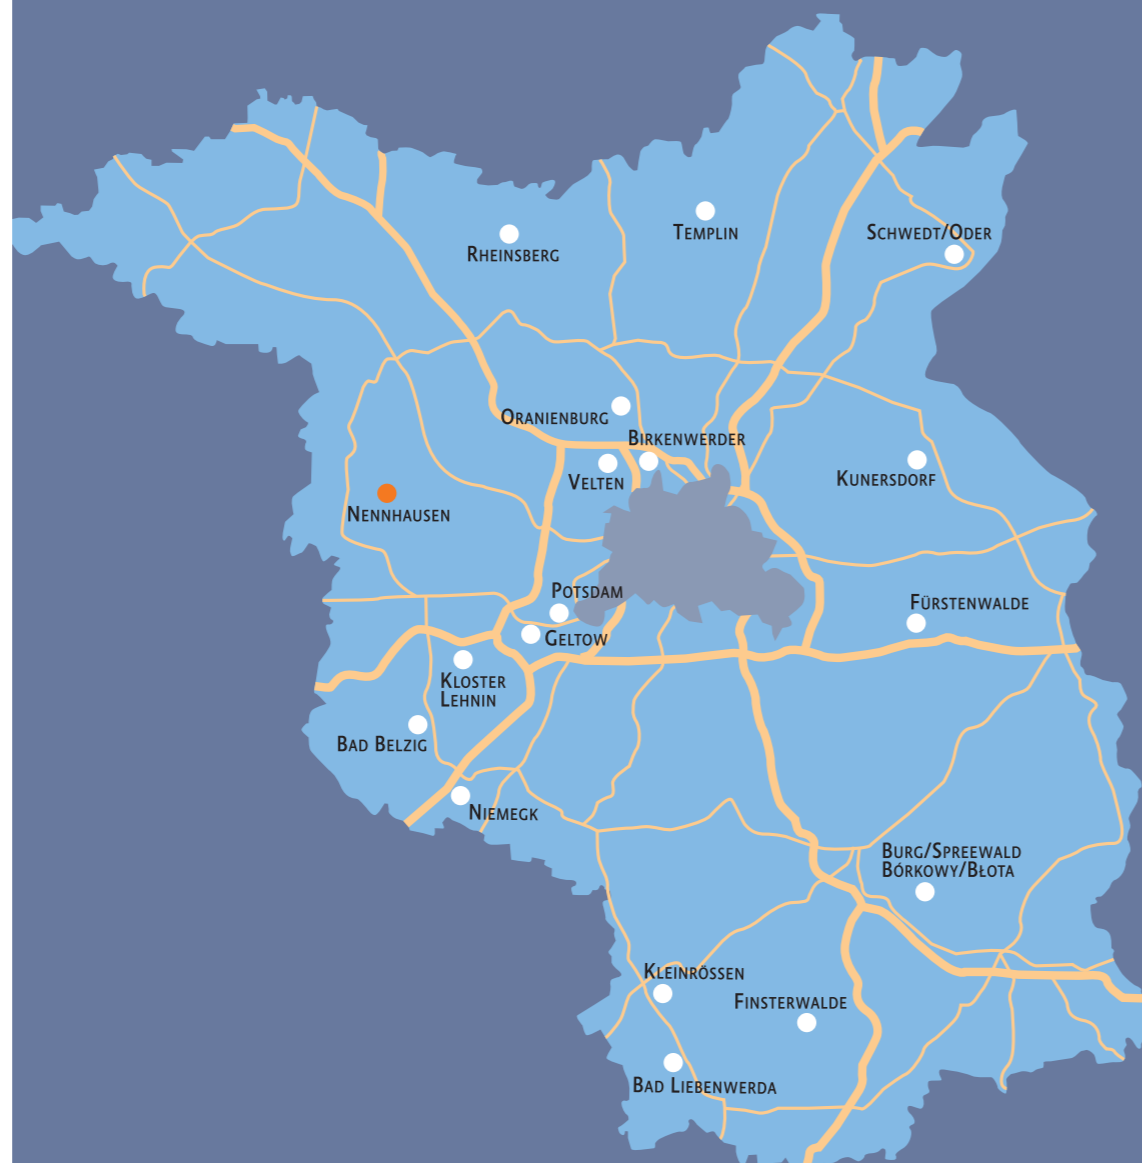 Templin
Schwedt/Oder
Rheinsberg
Oranienburg
Birkenwerder
Velten
Kunersdorf
Nennhausen
Potsdam
Fürstenwalde
Geltow
Kloster
Lehnin
Bad Belzig
Niemegk
Burg/Spreewald
Bórkowy/Błota
Kleinrössen
Finsterwalde
Bad Liebenwerda